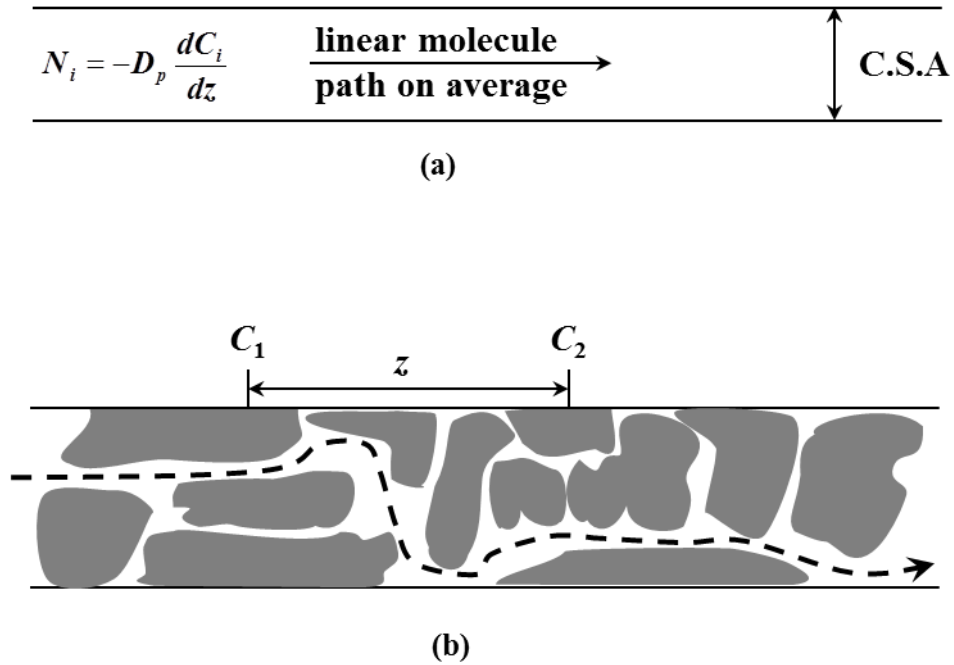 N_i = -D_p dC_i/dz
linear molecule
path on average
C.S.A
(a)
C_1
C_2
z
(b)